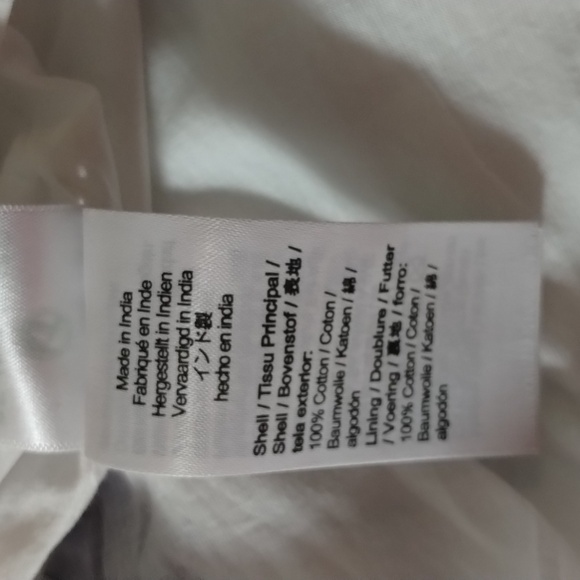 Made in India
Fabriqué en Inde
Hergestellt in Indien
Vervaardigd in India
インド製
hecho en india
Shell / Tissu Principal /
Shell / Bovenstof / 表地 /
tela exterior:
100% Cotton / Coton /
Baumwolle / Katoen / 綿 /
algodón
Lining / Doublure / Futter
/ Voering / 裏地 / forro:
100% Cotton / Coton /
Baumwolle / Katoen / 綿 /
algodón